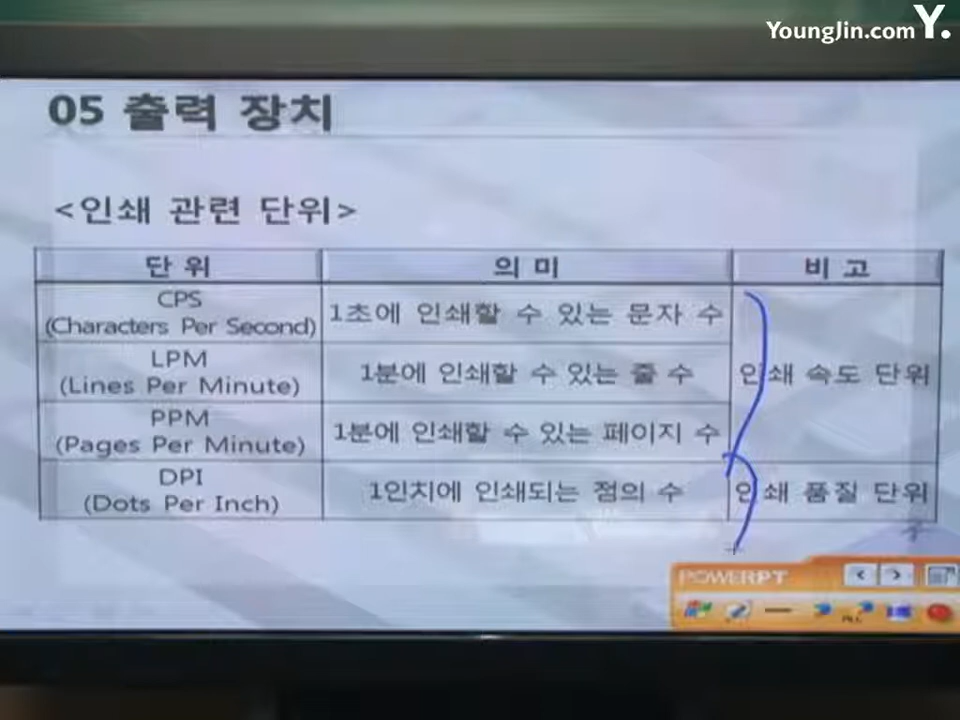 YoungJin.com Y.
05 출력 장치
<인쇄 관련 단위>
단 위 의 미 비 고
CPS
(Characters Per Second) 1초에 인쇄할 수 있는 문자 수
LPM
(Lines Per Minute) 1분에 인쇄할 수 있는 줄 수 인쇄 속도 단위
PPM
(Pages Per Minute) 1분에 인쇄할 수 있는 페이지 수
DPI
(Dots Per Inch) 1인치에 인쇄되는 점의 수 인쇄 품질 단위
POWERPT